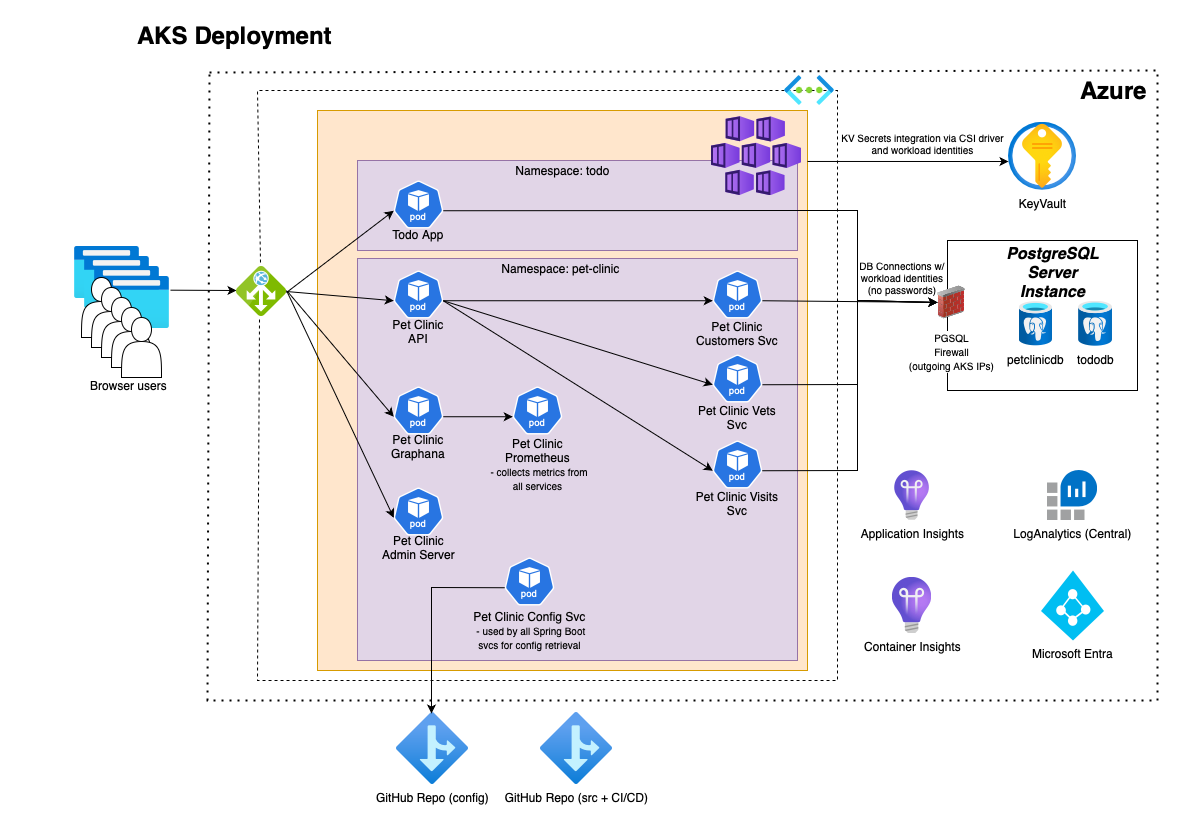 AKS Deployment
Azure
KV Secrets integration via CSI driver
and workload identities
KeyVault
Namespace: todo
pod
Todo App
Namespace: pet-clinic
pod
Pet Clinic
API
pod
Pet Clinic
Customers Svc
DB Connections w/
workload identities
(no passwords)
PostgreSQL
Server
Instance
petclinicdb
tododb
PGSQL
Firewall
(outgoing AKS IPs)
Browser users
pod
Pet Clinic Vets
Svc
pod
Pet Clinic
Graphana
pod
Pet Clinic
Prometheus
- collects metrics from
all services
pod
Pet Clinic Visits
Svc
pod
Pet Clinic
Admin Server
pod
Pet Clinic Config Svc
- used by all Spring Boot
svcs for config retrieval
Application Insights
LogAnalytics (Central)
Container Insights
Microsoft Entra
GitHub Repo (config)
GitHub Repo (src + CI/CD)